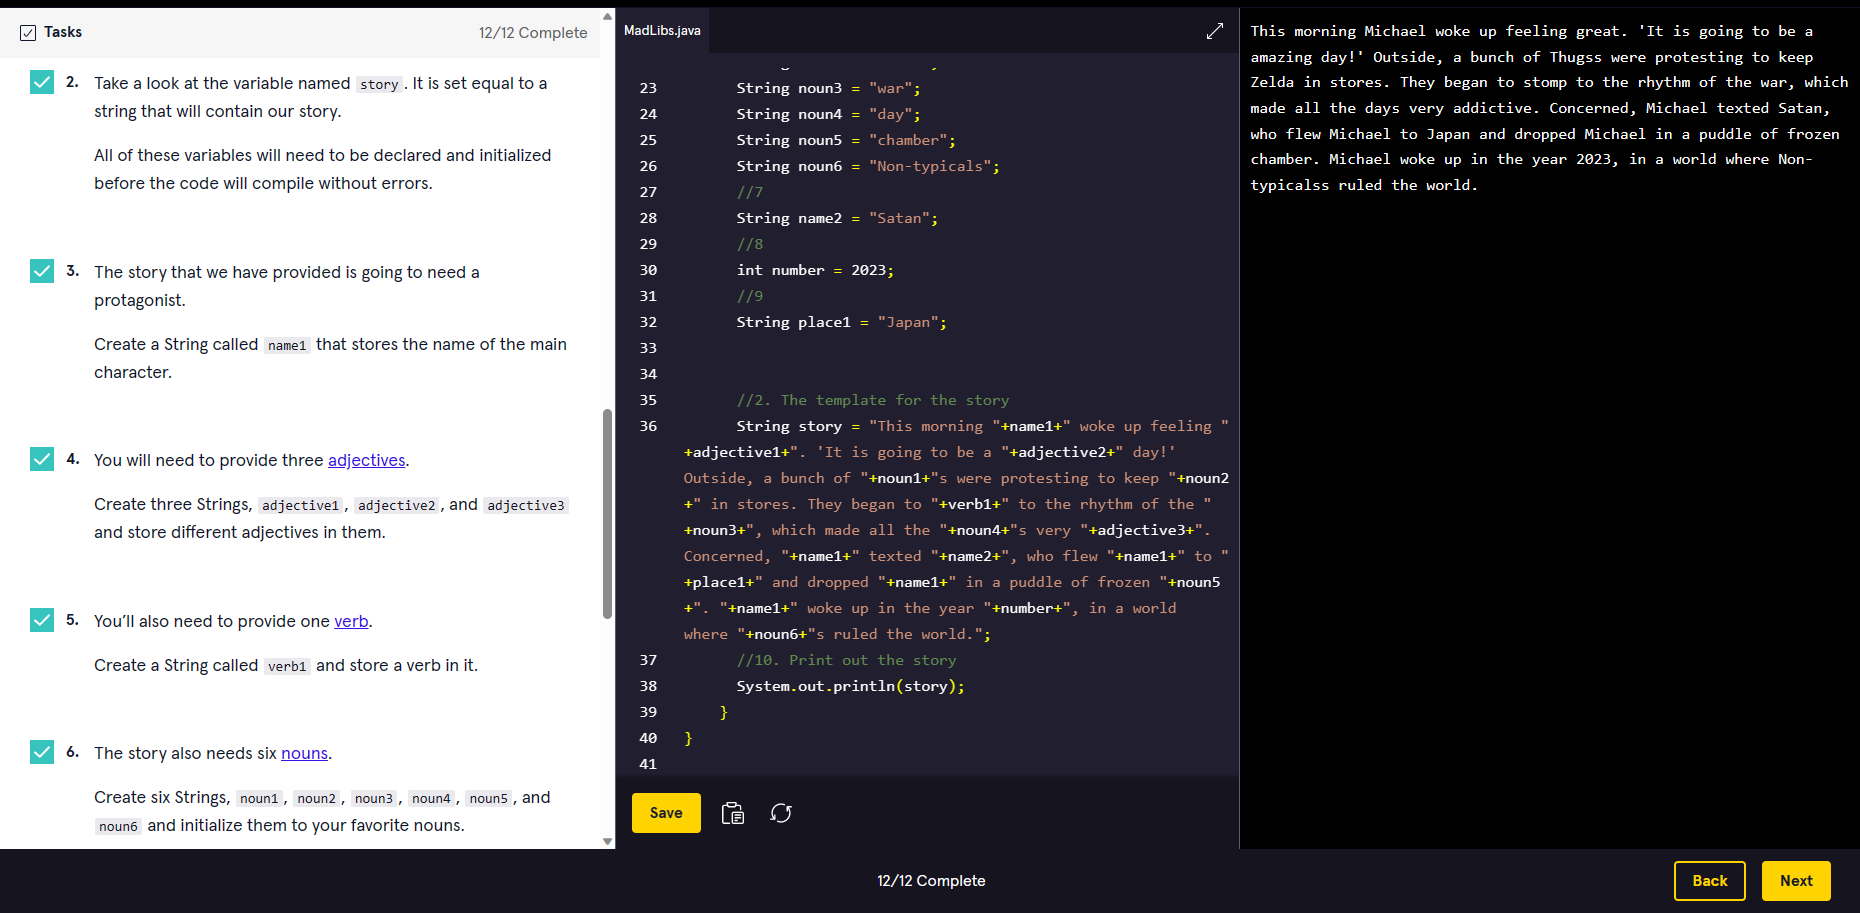 Tasks
12/12 Complete
2. Take a look at the variable named story. It is set equal to a
string that will contain our story.
All of these variables will need to be declared and initialized
before the code will compile without errors.
3. The story that we have provided is going to need a
protagonist.
Create a String called name1 that stores the name of the main
character.
4. You will need to provide three adjectives.
Create three Strings, adjective1, adjective2, and adjective3
and store different adjectives in them.
5. You'll also need to provide one verb.
Create a String called verb1 and store a verb in it.
6. The story also needs six nouns.
Create six Strings, noun1, noun2, noun3, noun4, noun5, and
noun6 and initialize them to your favorite nouns.
MadLibs.java
23 String noun3 = "war";
24 String noun4 = "day";
25 String noun5 = "chamber";
26 String noun6 = "Non-typicals";
27 //7
28 String name2 = "Satan";
29 //8
30 int number = 2023;
31 //9
32 String place1 = "Japan";
33
34
35 //2. The template for the story
36 String story = "This morning "+name1+" woke up feeling "
+adjective1+". 'It is going to be a "+adjective2+" day!'
Outside, a bunch of "+noun1+"s were protesting to keep "+noun2
+" in stores. They began to "+verb1+" to the rhythm of the "
+noun3+", which made all the "+noun4+"s very "+adjective3+".
Concerned, "+name1+" texted "+name2+", who flew "+name1+" to "
+place1+" and dropped "+name1+" in a puddle of frozen "+noun5
+". "+name1+" woke up in the year "+number+", in a world
where "+noun6+"s ruled the world.";
37 //10. Print out the story
38 System.out.println(story);
39 }
40 }
41
Save
This morning Michael woke up feeling great. 'It is going to be a
amazing day!' Outside, a bunch of Thugss were protesting to keep
Zelda in stores. They began to stomp to the rhythm of the war, which
made all the days very addictive. Concerned, Michael texted Satan,
who flew Michael to Japan and dropped Michael in a puddle of frozen
chamber. Michael woke up in the year 2023, in a world where Non-
typicalss ruled the world.
12/12 Complete
Back
Next